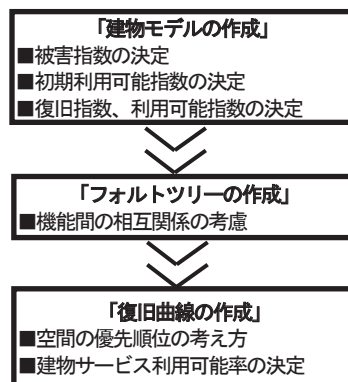 「建物モデルの作成」
■被害指数の決定
■初期利用可能指数の決定
■復旧指数、利用可能指数の決定
「フォルトツリーの作成」
■機能間の相互関係の考慮
「復旧曲線の作成」
■空間の優先順位の考え方
■建物サービス利用可能率の決定